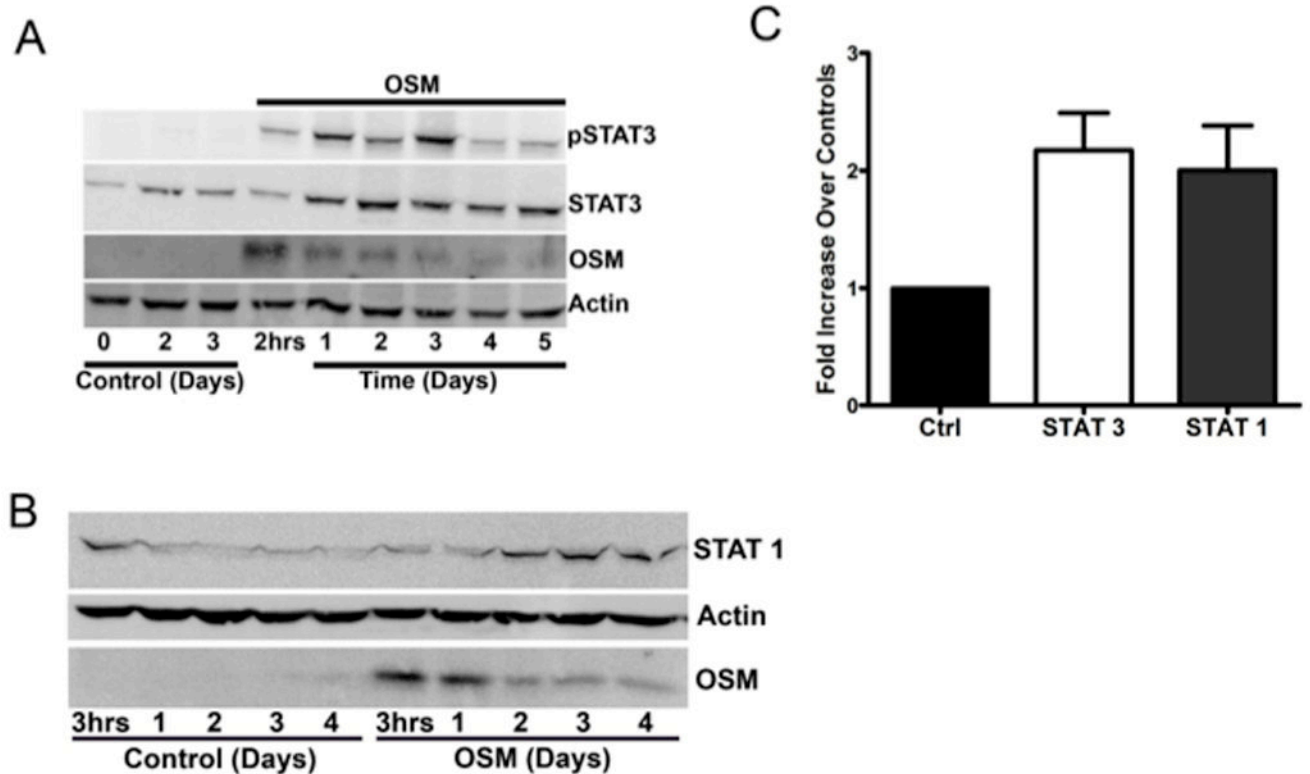 A
OSM
pSTAT3
STAT3
OSM
Actin
0 2 3 2hrs 1 2 3 4 5
Control (Days) Time (Days)
C
Fold Increase Over Controls
3
2
1
0
Ctrl STAT 3 STAT 1
B
STAT 1
Actin
OSM
3hrs 1 2 3 4 3hrs 1 2 3 4
Control (Days) OSM (Days)